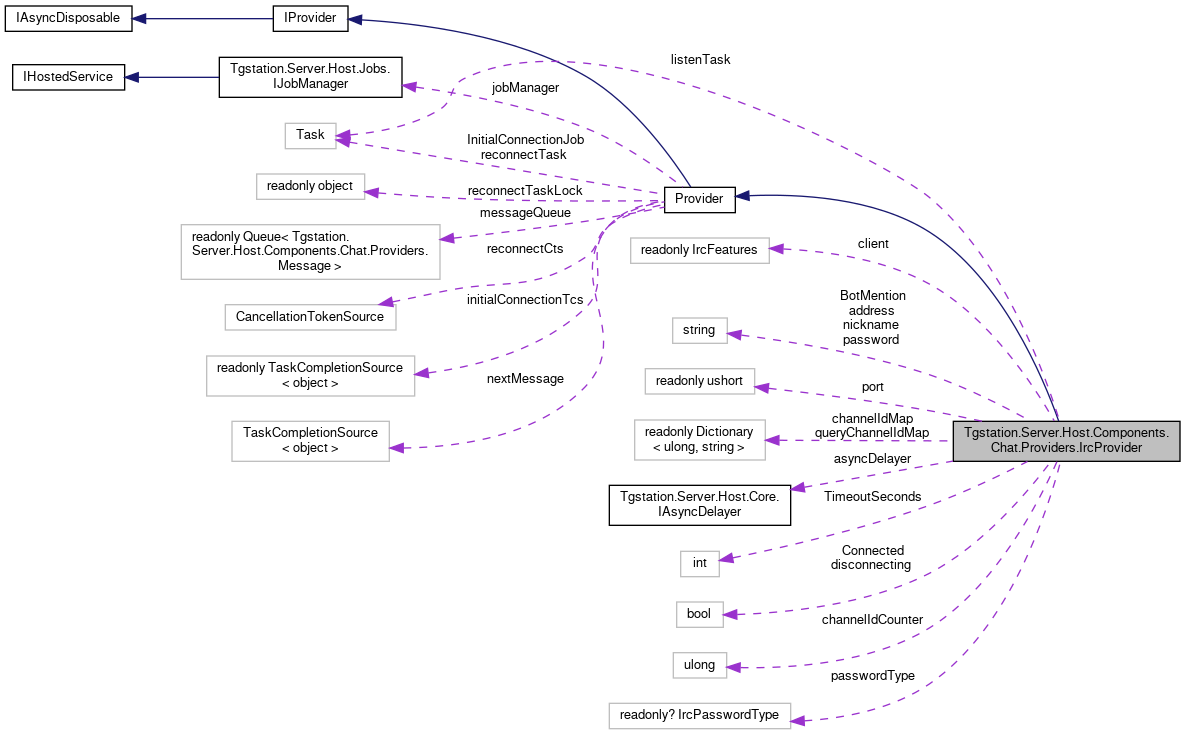 IAsyncDisposable
IProvider
listenTask
IHostedService
Tgstation.Server.Host.Jobs.
IJobManager
jobManager
Task
InitialConnectionJob
reconnectTask
readonly object
reconnectTaskLock
Provider
messageQueue
readonly Queue< Tgstation.
Server.Host.Components.Chat.Providers.
Message >
reconnectCts
readonly IrcFeatures
client
CancellationTokenSource
initialConnectionTcs
string
BotMention
address
nickname
password
readonly TaskCompletionSource
< object >
nextMessage
readonly ushort
port
TaskCompletionSource
< object >
readonly Dictionary
< ulong, string >
channelIdMap
queryChannelIdMap
Tgstation.Server.Host.Components.
Chat.Providers.IrcProvider
asyncDelayer
Tgstation.Server.Host.Core.
IAsyncDelayer
TimeoutSeconds
int
Connected
disconnecting
bool
channelIdCounter
ulong
passwordType
readonly? IrcPasswordType